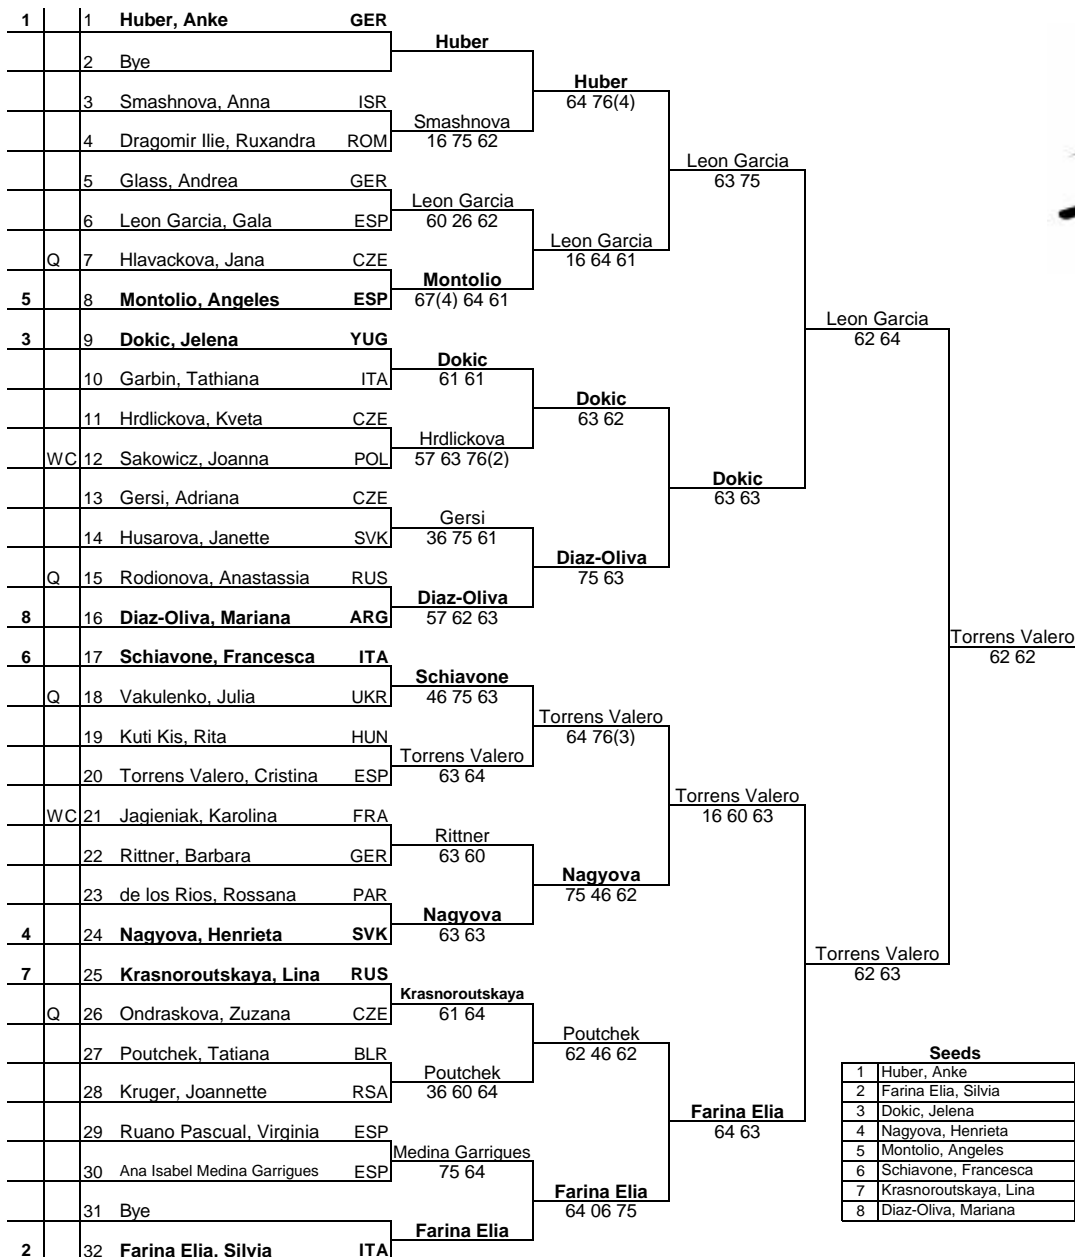 1 1 Huber, Anke GER
Huber
2 Bye
Huber
64 76(4)
3 Smashnova, Anna ISR
Smashnova
16 75 62
4 Dragomir Ilie, Ruxandra ROM
Leon Garcia
63 75
5 Glass, Andrea GER
Leon Garcia
60 26 62
6 Leon Garcia, Gala ESP
Leon Garcia
16 64 61
Q 7 Hlavackova, Jana CZE
Montolio
67(4) 64 61
5 8 Montolio, Angeles ESP
Leon Garcia
62 64
3 9 Dokic, Jelena YUG
Dokic
61 61
10 Garbin, Tathiana ITA
Dokic
63 62
11 Hrdlickova, Kveta CZE
Hrdlickova
57 63 76(2)
WC 12 Sakowicz, Joanna POL
Dokic
63 63
13 Gersi, Adriana CZE
Gersi
36 75 61
14 Husarova, Janette SVK
Diaz-Oliva
75 63
Q 15 Rodionova, Anastassia RUS
Diaz-Oliva
57 62 63
8 16 Diaz-Oliva, Mariana ARG
Torrens Valero
62 62
6 17 Schiavone, Francesca ITA
Schiavone
46 75 63
Q 18 Vakulenko, Julia UKR
Torrens Valero
64 76(3)
19 Kuti Kis, Rita HUN
Torrens Valero
63 64
20 Torrens Valero, Cristina ESP
Torrens Valero
16 60 63
WC 21 Jagieniak, Karolina FRA
Rittner
63 60
22 Rittner, Barbara GER
Nagyova
75 46 62
23 de los Rios, Rossana PAR
Nagyova
63 63
4 24 Nagyova, Henrieta SVK
Torrens Valero
62 63
7 25 Krasnoroutskaya, Lina RUS
Krasnoroutskaya
61 64
Q 26 Ondraskova, Zuzana CZE
Poutchek
62 46 62
27 Poutchek, Tatiana BLR
Poutchek
36 60 64
28 Kruger, Joannette RSA
Farina Elia
64 63
29 Ruano Pascual, Virginia ESP
Medina Garrigues
75 64
30 Ana Isabel Medina Garrigues ESP
Farina Elia
64 06 75
31 Bye
Farina Elia
2 32 Farina Elia, Silvia ITA
Seeds
1 Huber, Anke
2 Farina Elia, Silvia
3 Dokic, Jelena
4 Nagyova, Henrieta
5 Montolio, Angeles
6 Schiavone, Francesca
7 Krasnoroutskaya, Lina
8 Diaz-Oliva, Mariana